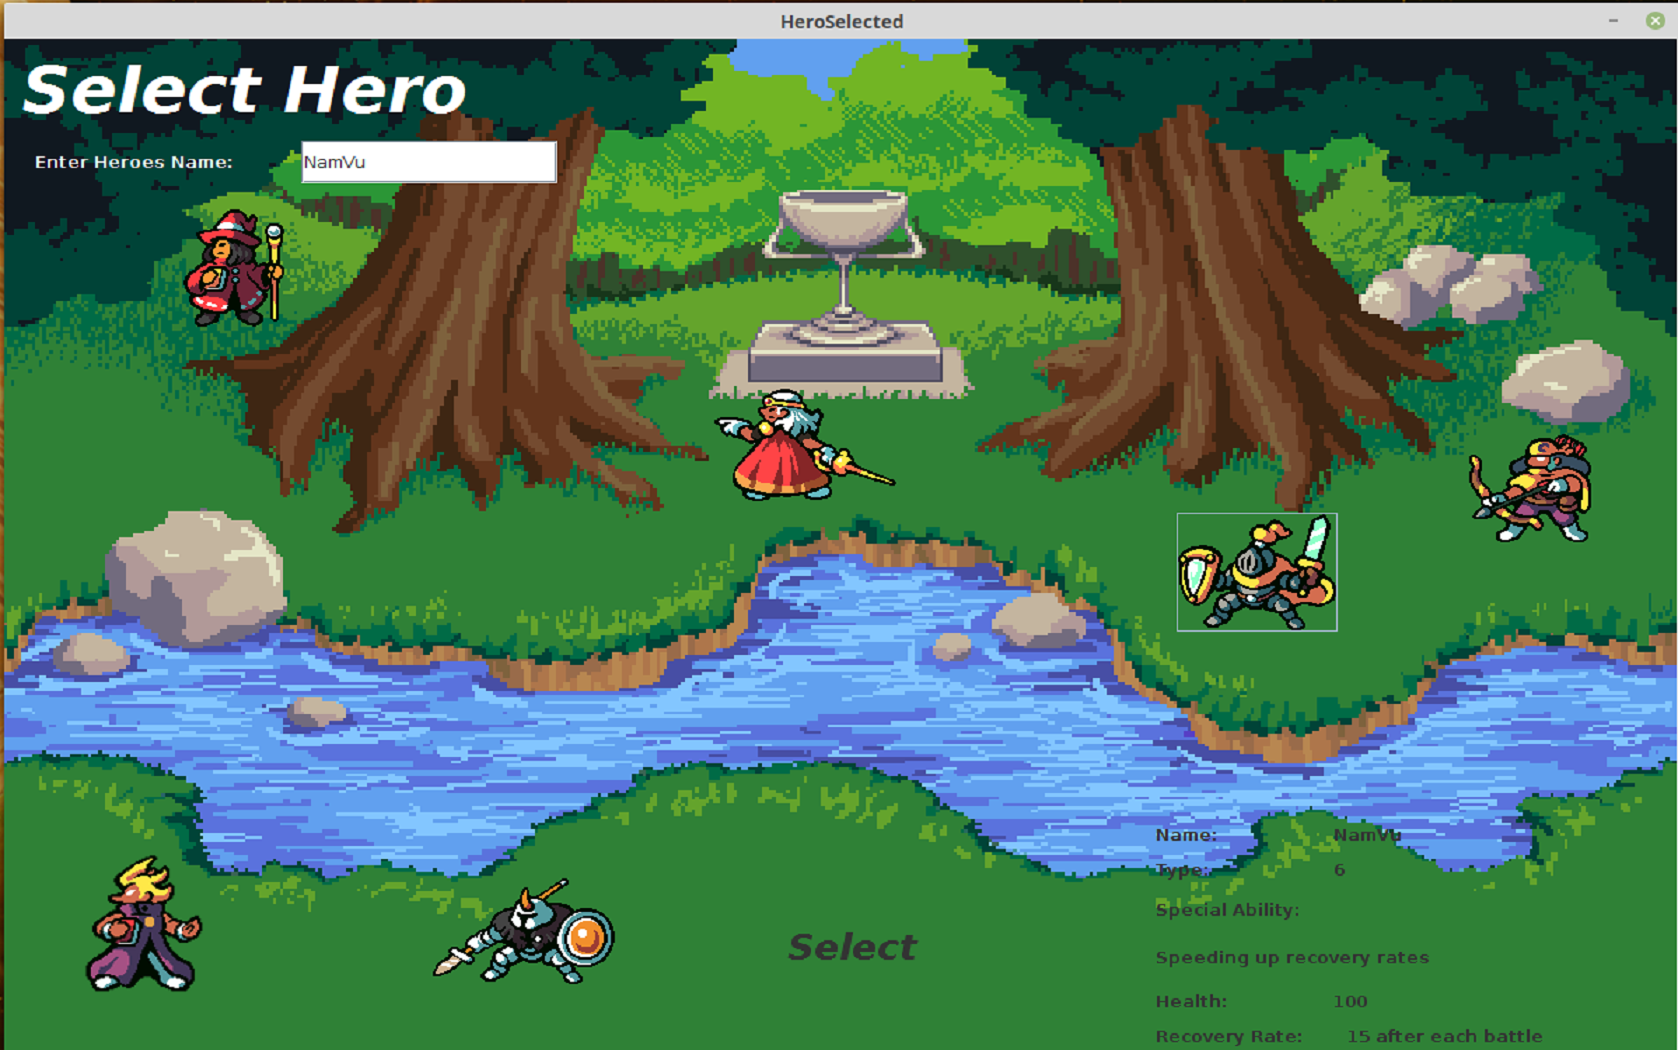 HeroSelected
Select Hero
Enter Heroes Name: NamVu
Name: NamVu
Type: 6
Special Ability:
Select
Speeding up recovery rates
Health: 100
Recovery Rate: 15 after each battle